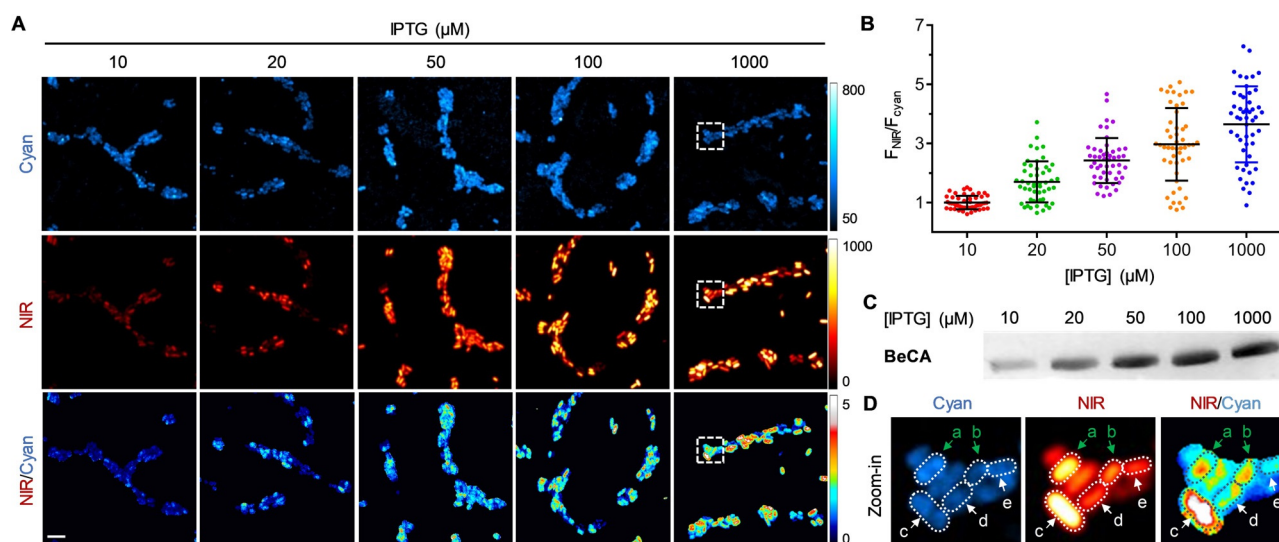 A
IPTG (µM)
10 20 50 100 1000
Cyan
800
50
NIR
1000
0
NIR/Cyan
5
0
B
F_NIR/F_cyan
7
5
3
1
10 20 50 100 1000
[IPTG] (µM)
C
[IPTG] (µM) 10 20 50 100 1000
BeCA
D
Cyan NIR NIR/Cyan
Zoom-in
a b
c d e
a b
c d e
a b
c d e